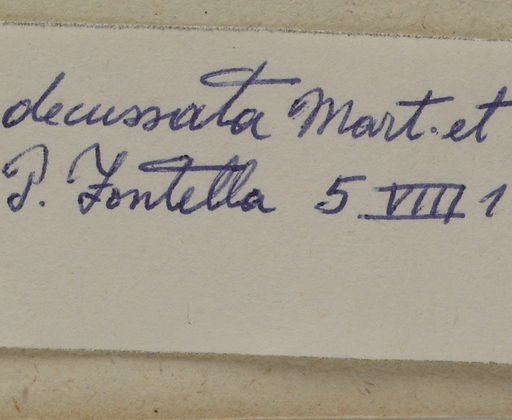 decussata Mart. et
P. Fontella 5 VIII 1